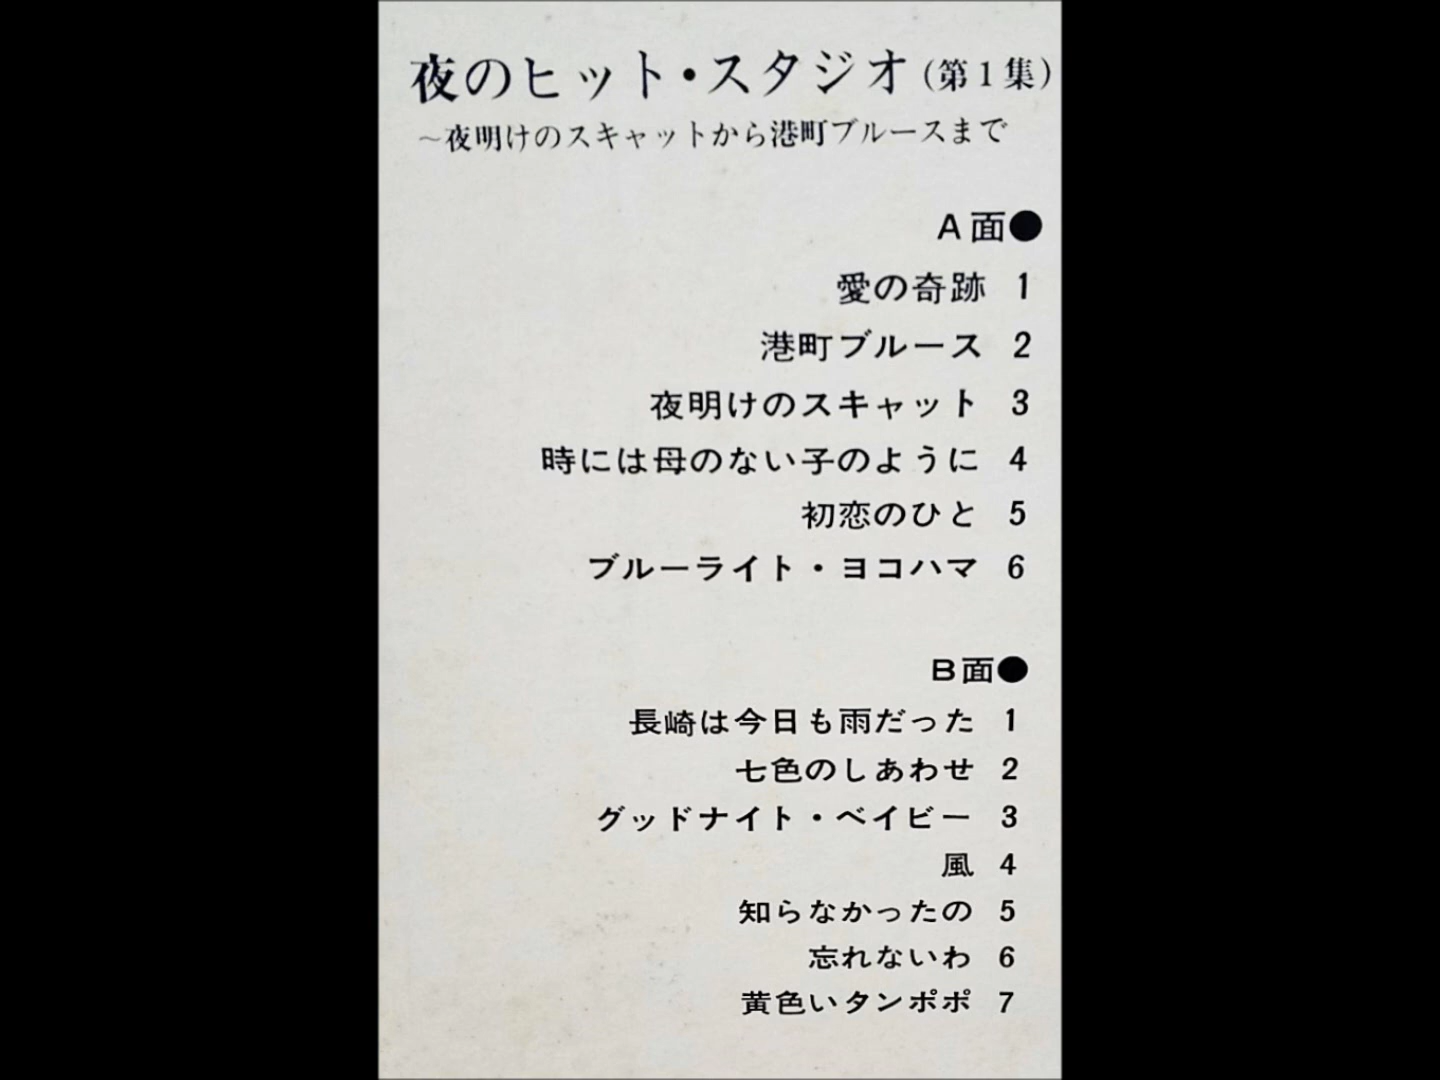 夜のヒット・スタジオ(第1集)
~夜明けのスキャットから港町ブルースまで
A面●
愛の奇跡 1
港町ブルース 2
夜明けのスキャット 3
時には母のない子のように 4
初恋のひと 5
ブルーライト・ヨコハマ 6
B面●
長崎は今日も雨だった 1
七色のしあわせ 2
グッドナイト・ベイビー 3
風 4
知らなかったの 5
忘れないわ 6
黄色いタンポポ 7